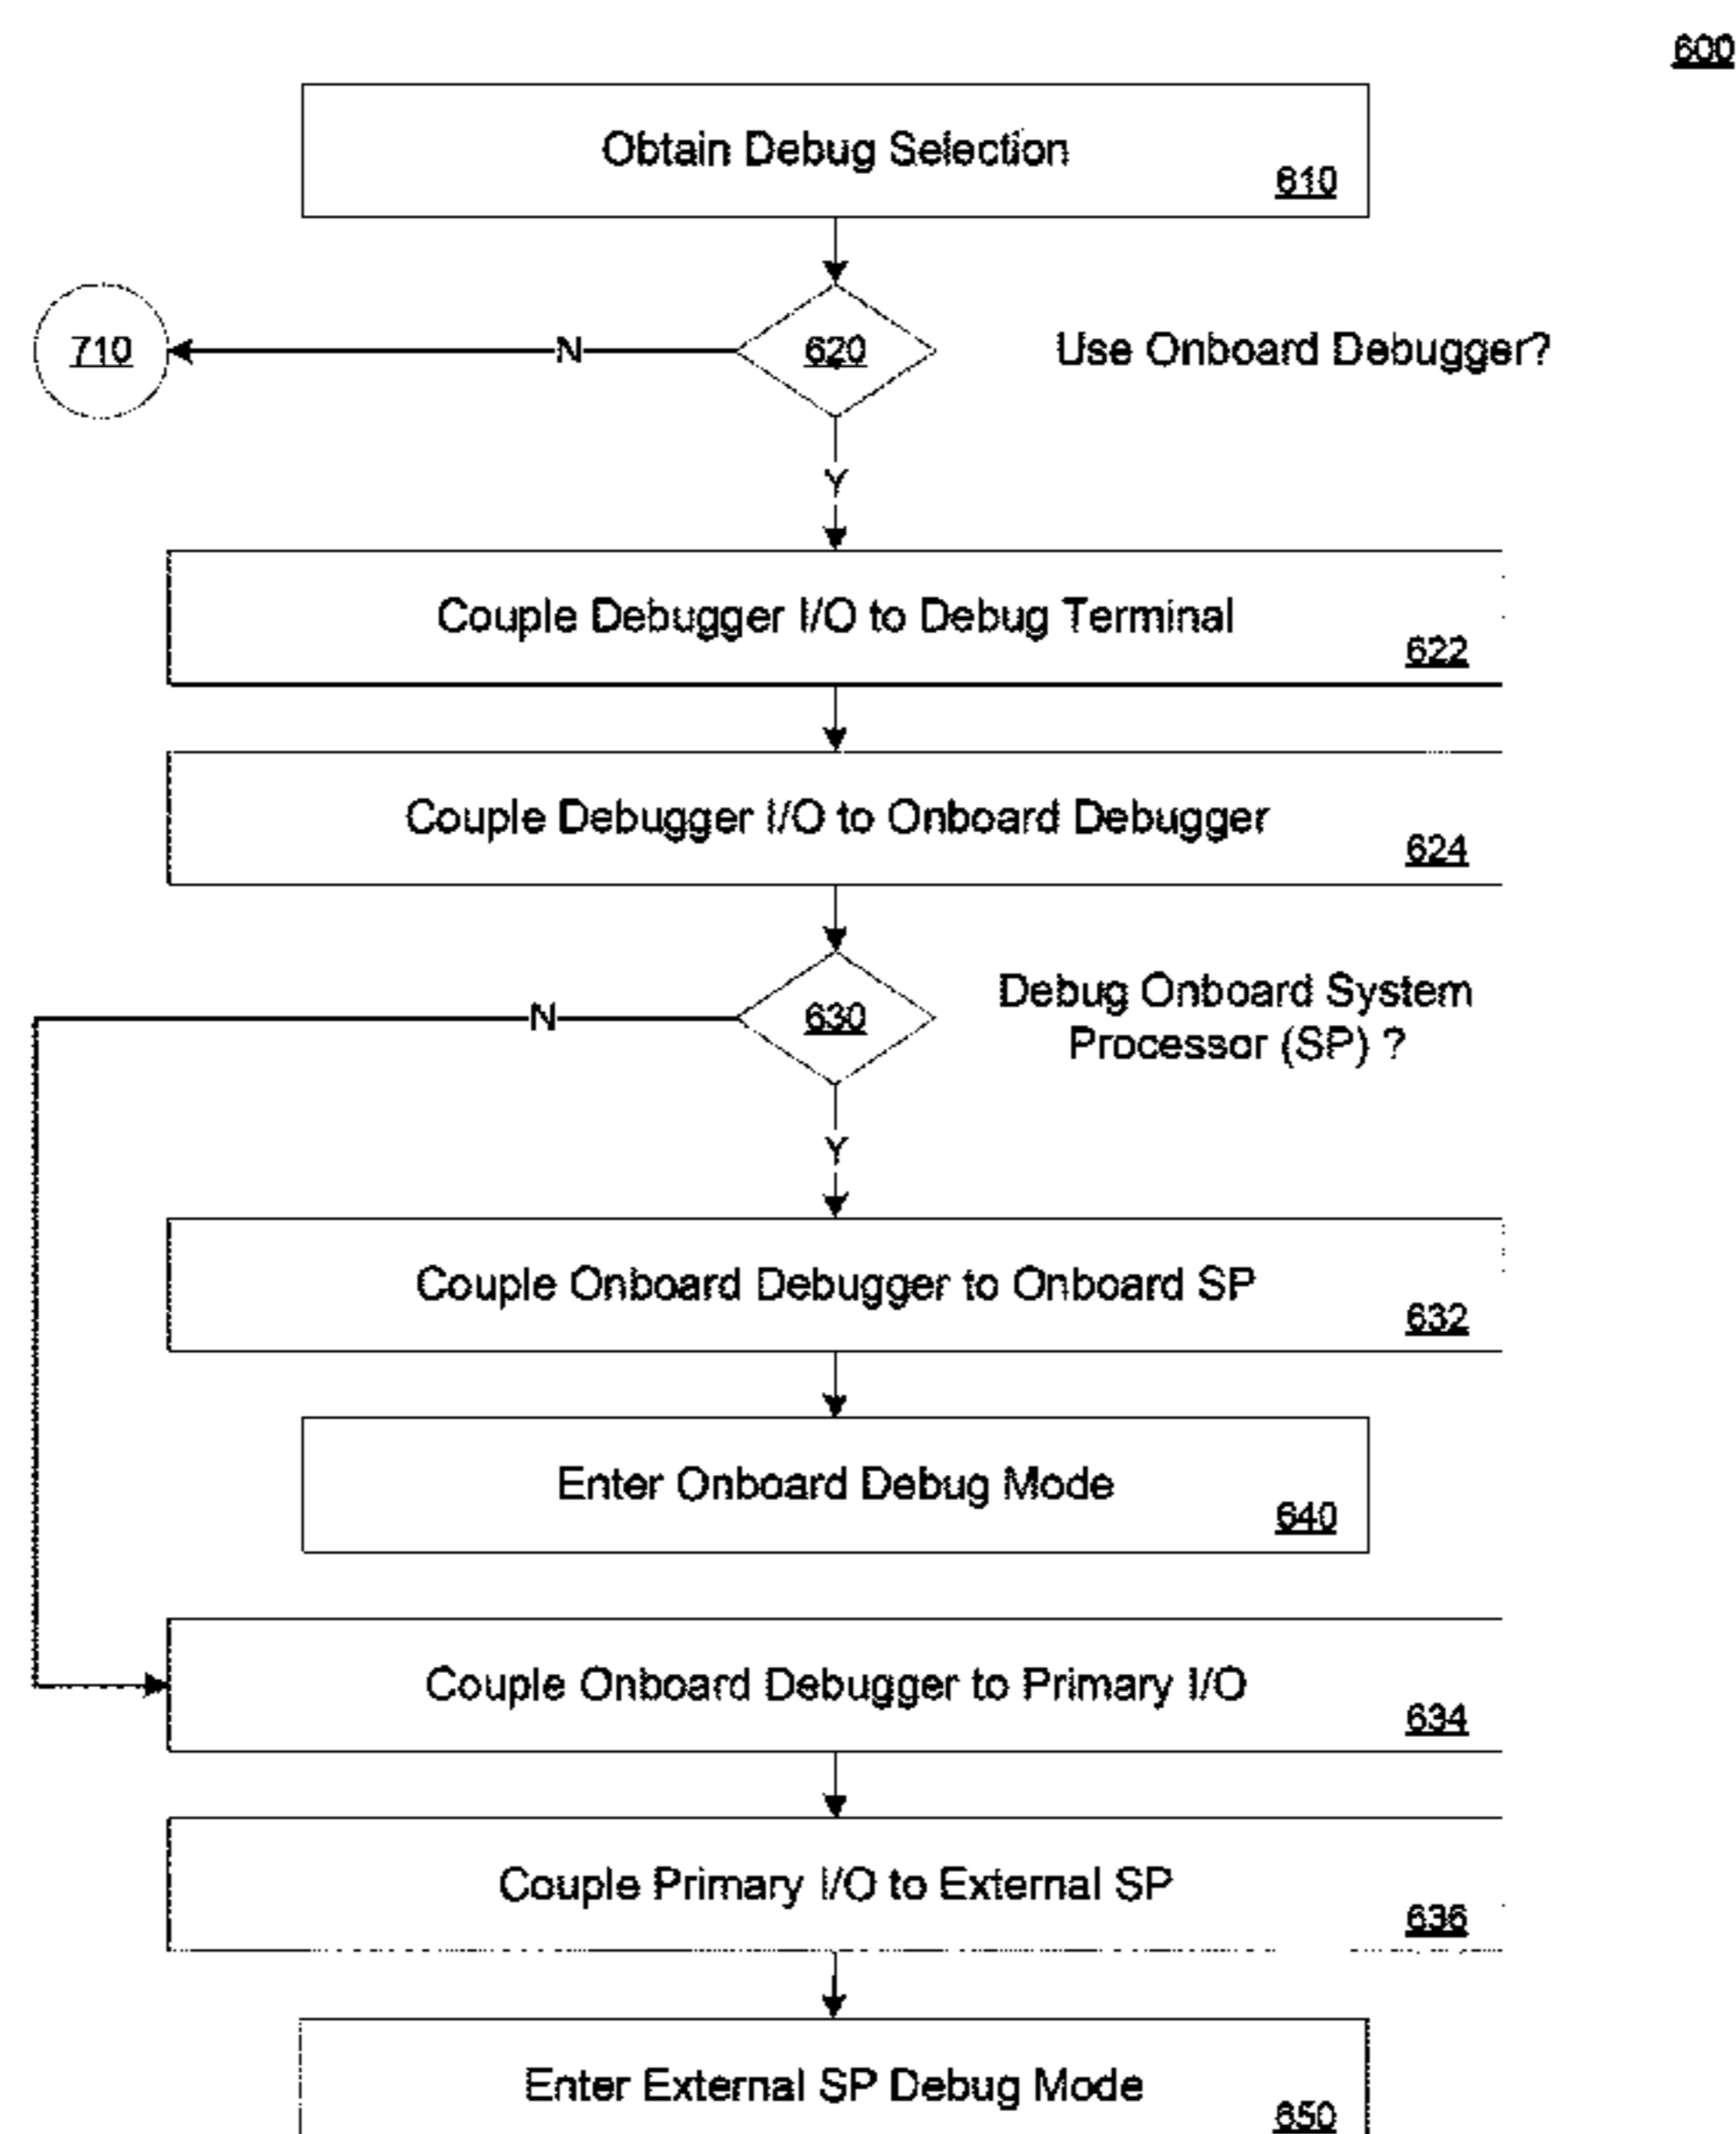 600
Obtain Debug Selection
610
710
N
620
Use Onboard Debugger?
Y
Couple Debugger I/O to Debug Terminal
622
Couple Debugger I/O to Onboard Debugger
624
N
630
Debug Onboard System
Processor (SP) ?
Y
Couple Onboard Debugger to Onboard SP
632
Enter Onboard Debug Mode
640
Couple Onboard Debugger to Primary I/O
634
Couple Primary I/O to External SP
636
Enter External SP Debug Mode
650